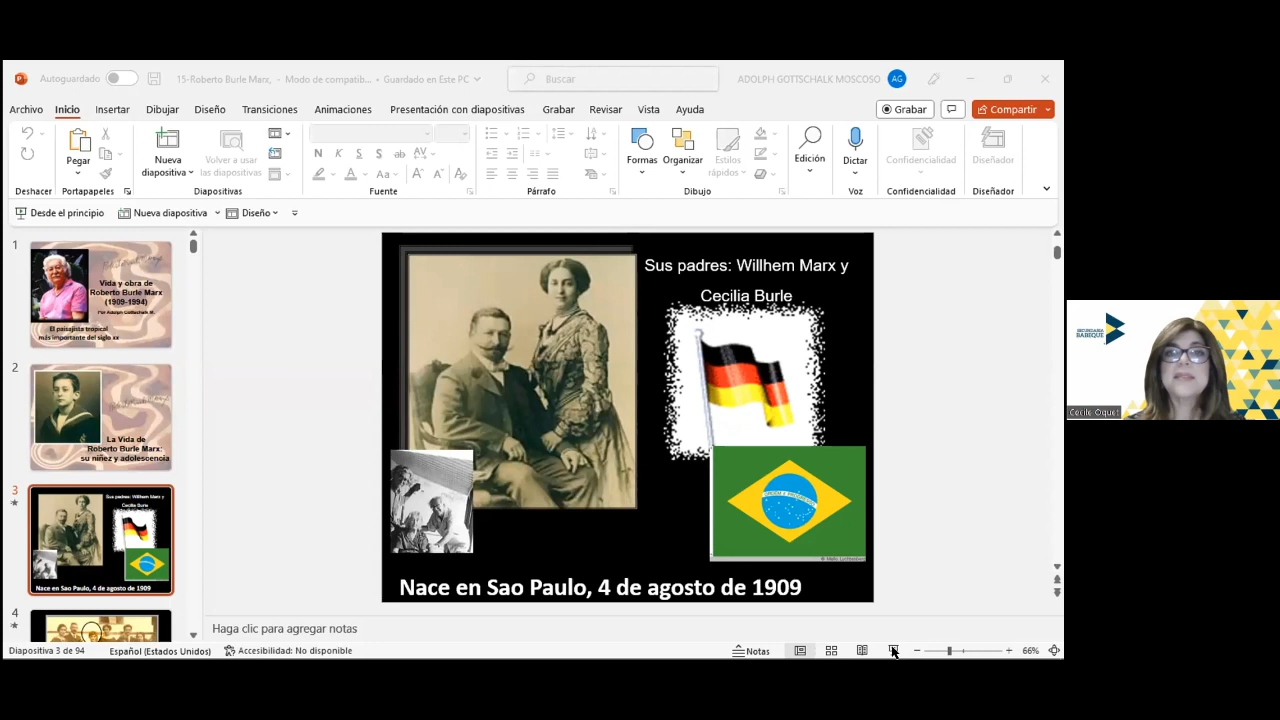 Autoguardado
15-Roberto Burle Marx, - Modo de compatib... • Guardado en Este PC
Buscar
ADOLPH GOTTSCHALK MOSCOSO
AG
Archivo Inicio Insertar Dibujar Diseño Transiciones Animaciones Presentación con diapositivas Grabar Revisar Vista Ayuda
Grabar
Compartir
Pegar
Nueva diapositiva
Volver a usar las diapositivas
N K S S ab AV
A Aa A A A
Formas
Organizar
Estilos rápidos
Edición
Dictar
Confidencialidad
Diseñador
Deshacer Portapapeles Diapositivas Fuente Párrafo Dibujo Voz Confidencialidad Diseñador
Desde el principio Nueva diapositiva Diseño
1
Vida y obra de
Roberto Burle Marx
(1909-1994)
Por Adolph Gottschalk M.
El paisajista tropical
más importante del siglo xx
2
La Vida de
Roberto Burle Marx:
su niñez y adolescencia
3
Sus padres: Willhem Marx y
Cecilia Burle
Nace en Sao Paulo, 4 de agosto de 1909
4
Sus padres: Willhem Marx y
Cecilia Burle
ORDEM E PROGRESSO
Nace en Sao Paulo, 4 de agosto de 1909
Haga clic para agregar notas
Diapositiva 3 de 94 Español (Estados Unidos) Accesibilidad: No disponible Notas 66%
Cecile Oquet